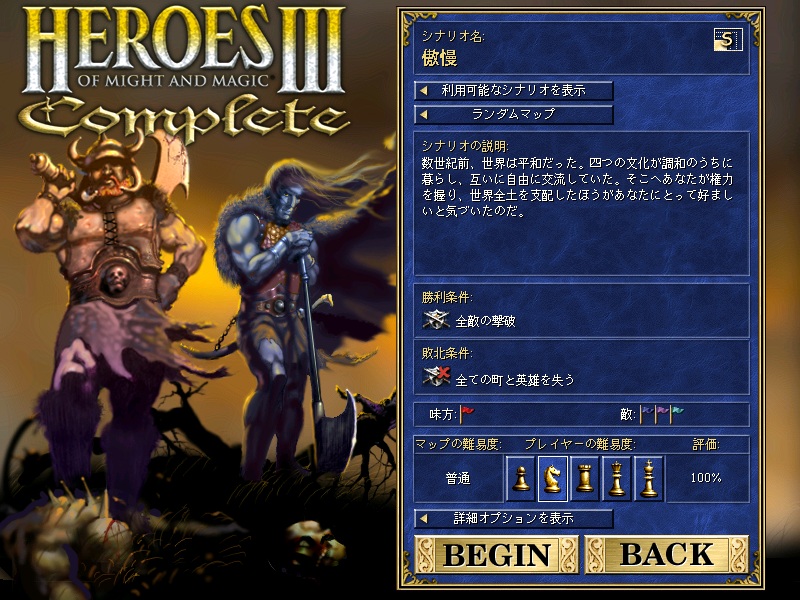 HEROES III
OF MIGHT AND MAGIC®
Complete
シナリオ名:
S
傲慢
利用可能なシナリオを表示
ランダムマップ
シナリオの説明:
数世紀前、世界は平和だった。四つの文化が調和のうちに
暮らし、互いに自由に交流していた。そこへあなたが権力
を握り、世界全土を支配したほうがあなたにとって好まし
いと気づいたのだ。
勝利条件:
全敵の撃破
敗北条件:
全ての町と英雄を失う
味方: 敵:
マップの難易度: プレイヤーの難易度: 評価:
普通 100%
詳細オプションを表示
BEGIN BACK